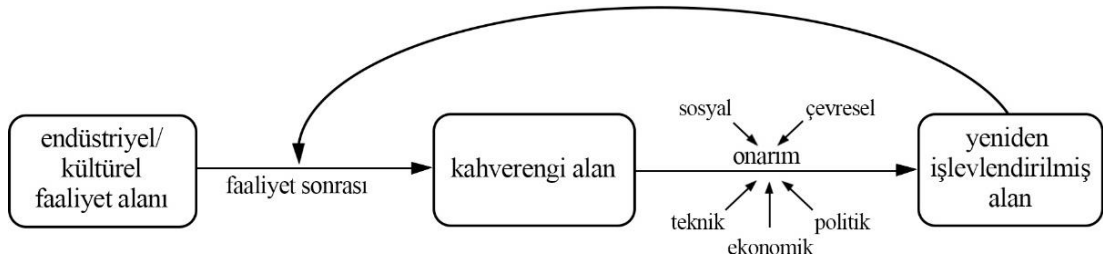 endüstriyel/
kültürel
faaliyet alanı
faaliyet sonrası
kahverengi alan
sosyal
çevresel
onarım
teknik
ekonomik
politik
yeniden
işlevlendirilmiş
alan